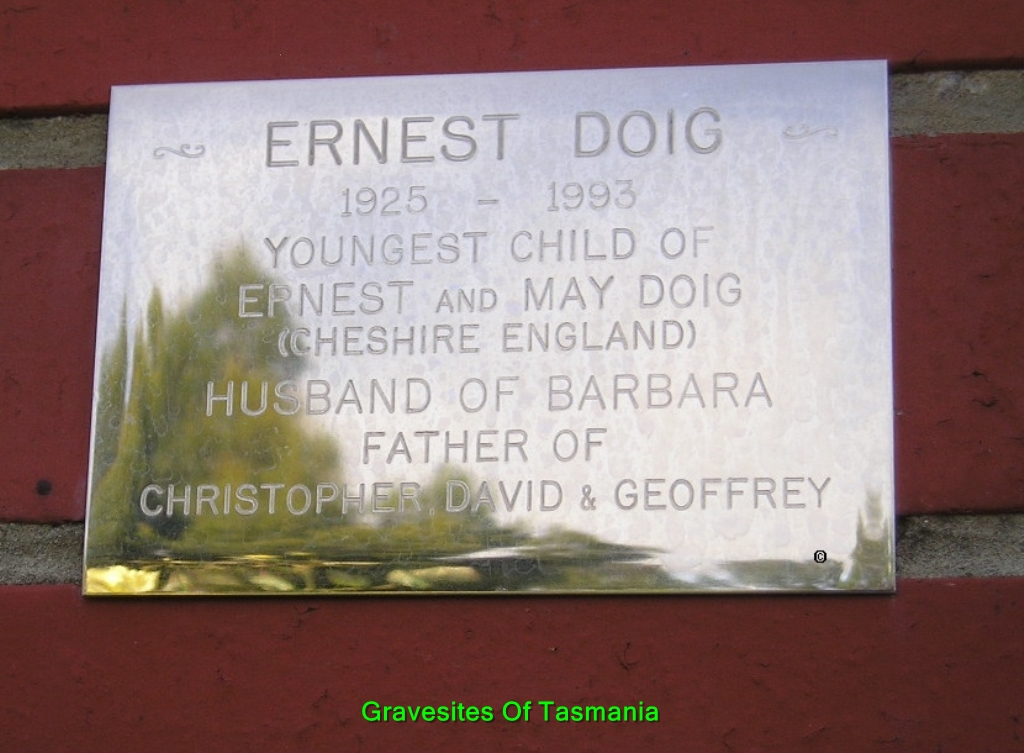 ERNEST DOIG
1925 - 1993
YOUNGEST CHILD OF
ERNEST AND MAY DOIG
(CHESHIRE ENGLAND)
HUSBAND OF BARBARA
FATHER OF
CHRISTOPHER, DAVID & GEOFFREY
©
Gravesites Of Tasmania